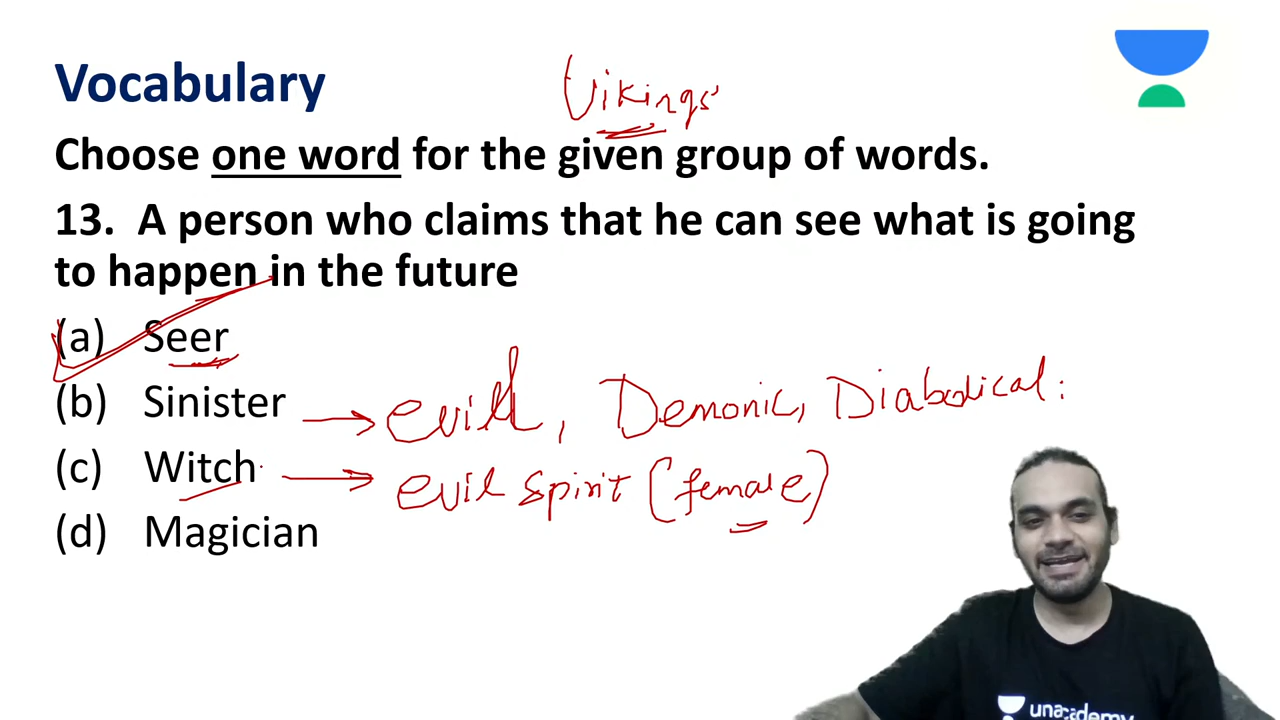 Vocabulary
Vikings'
Choose one word for the given group of words.
13. A person who claims that he can see what is going
to happen in the future
(a) Seer
(b) Sinister → evil, Demonic, Diabolical :
(c) Witch → evil spirit (female)
(d) Magician
unacademy